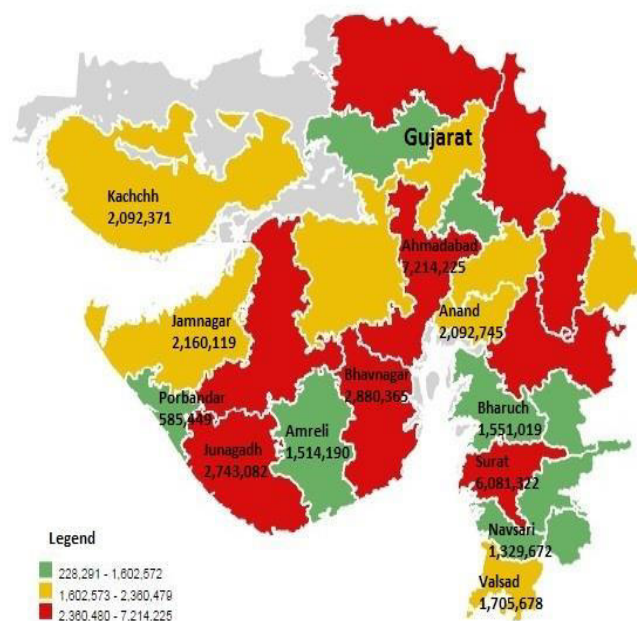 Gujarat
Kachchh
2,092,371
Ahmadabad
7,214,225
Anand
2,092,745
Jamnagar
2,160,119
Bhavnagar
2,880,365
Porbandar
585,449
Bharuch
1,551,019
Amreli
1,514,190
Junagadh
2,743,082
Surat
6,081,322
Navsari
1,329,672
Valsad
1,705,678
Legend
228,291 - 1,602,572
1,602,573 - 2,360,479
2,360,480 - 7,214,225